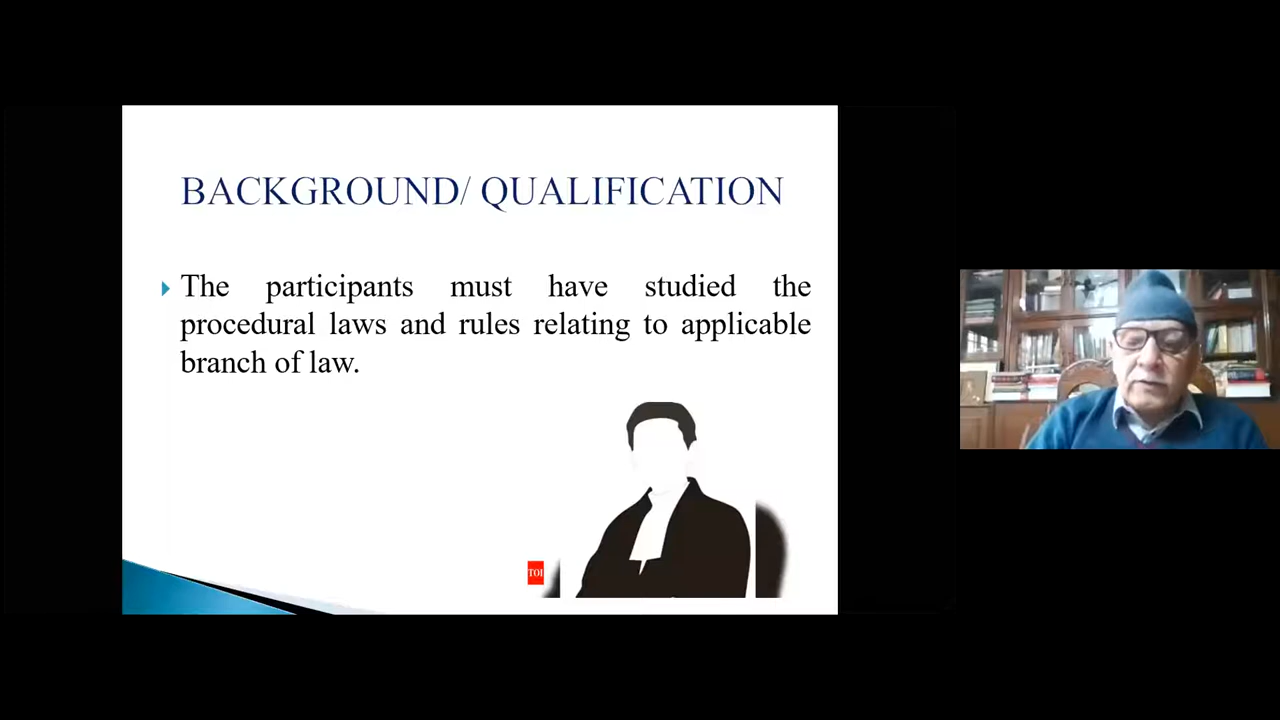 BACKGROUND/ QUALIFICATION
The participants must have studied the
procedural laws and rules relating to applicable
branch of law.
TOI